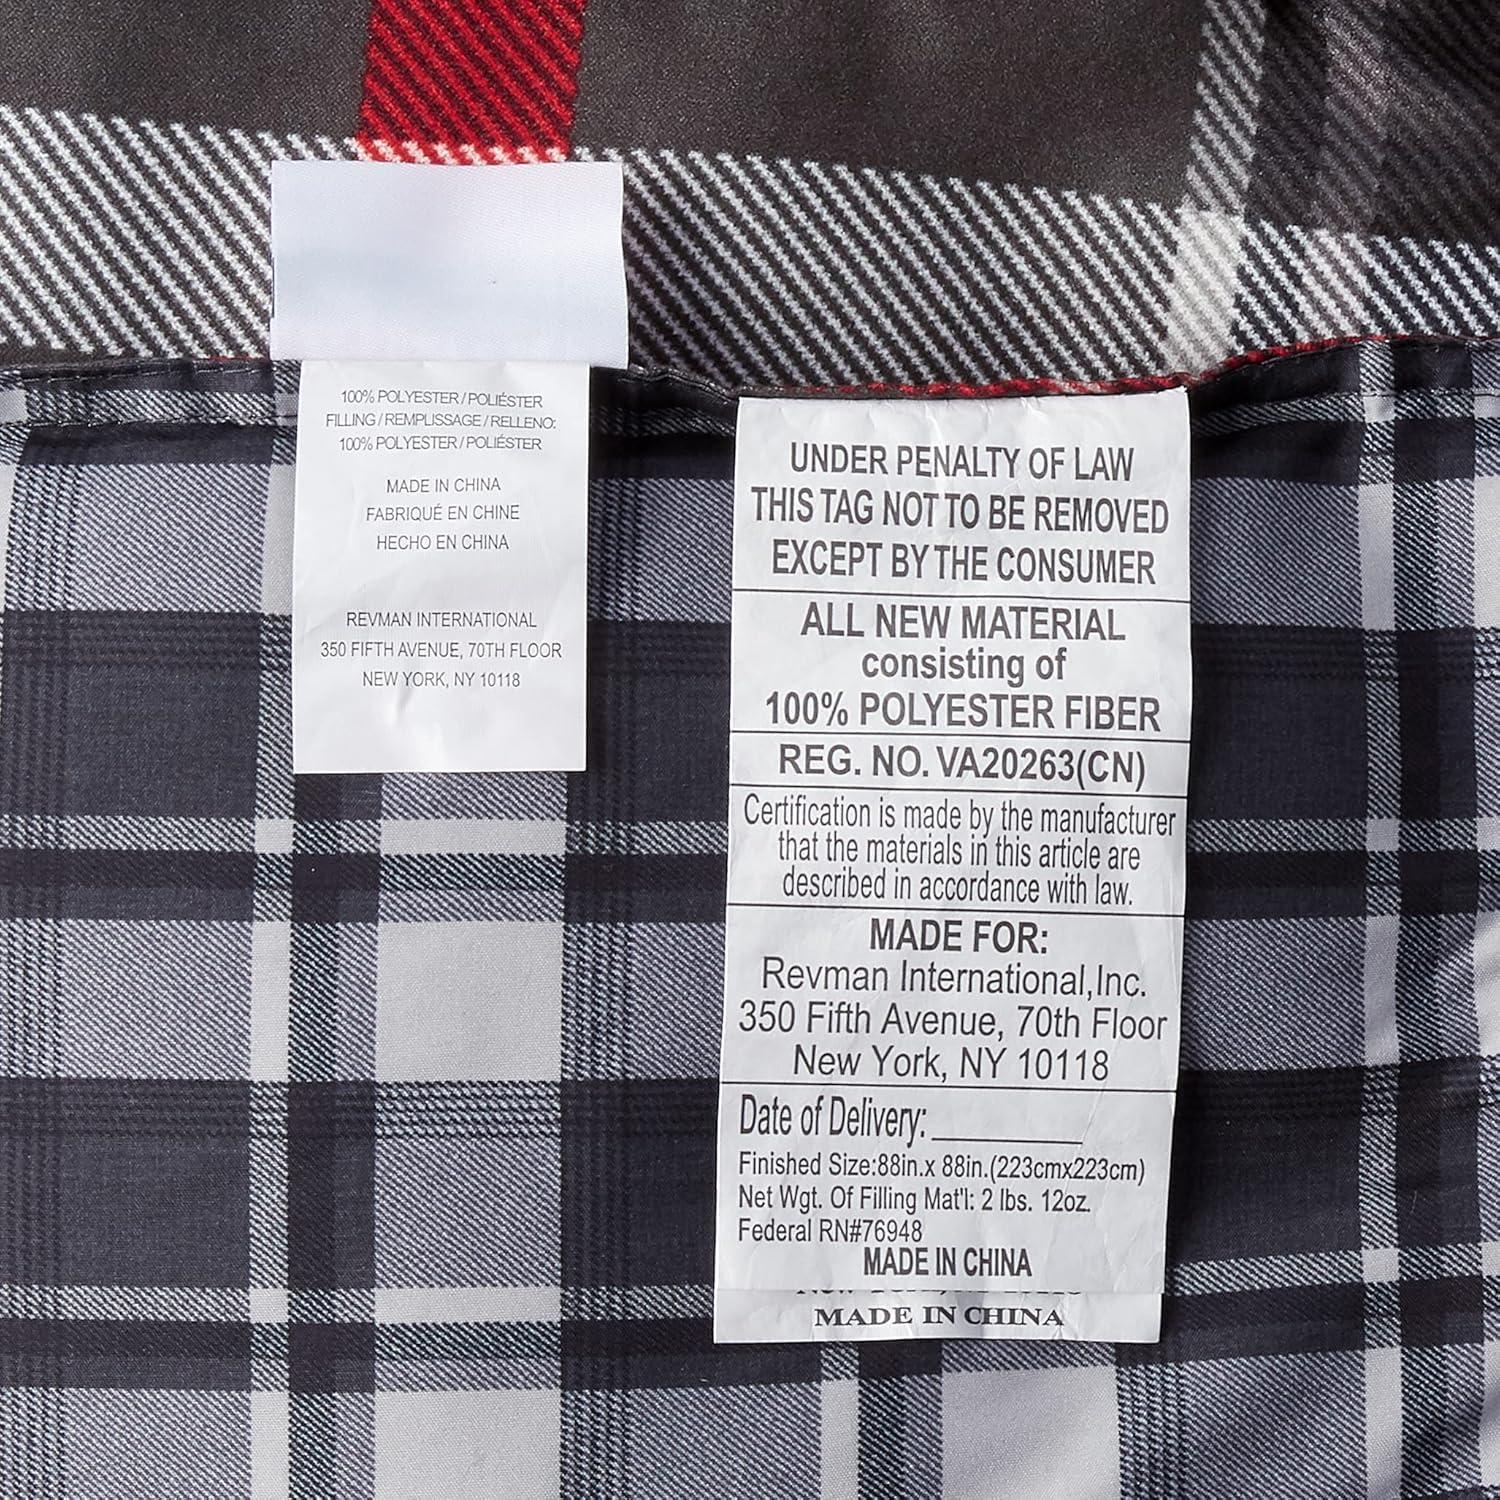 100% POLYESTER / POLIÉSTER
FILLING / REMPLISSAGE / RELLENO:
100% POLYESTER / POLIÉSTER
MADE IN CHINA
FABRIQUÉ EN CHINE
HECHO EN CHINA
REVMAN INTERNATIONAL
350 FIFTH AVENUE, 70TH FLOOR
NEW YORK, NY 10118
UNDER PENALTY OF LAW
THIS TAG NOT TO BE REMOVED
EXCEPT BY THE CONSUMER
ALL NEW MATERIAL
consisting of
100% POLYESTER FIBER
REG. NO. VA20263(CN)
Certification is made by the manufacturer
that the materials in this article are
described in accordance with law.
MADE FOR:
Revman International,Inc.
350 Fifth Avenue, 70th Floor
New York, NY 10118
Date of Delivery:
Finished Size:88in.x 88in.(223cmx223cm)
Net Wgt. Of Filling Mat'l: 2 lbs. 12oz.
Federal RN#76948
MADE IN CHINA
MADE IN CHINA